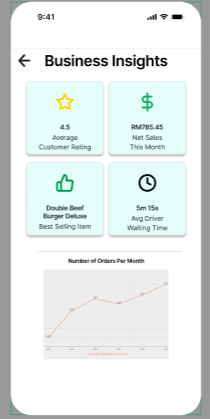 9:41
Business Insights
4.5
Average
Customer Rating
RM785.45
Net Sales
This Month
Double Beef
Burger Deluxe
Best Selling Item
5m 15s
Avg Driver
Waiting Time
Number of Orders Per Month